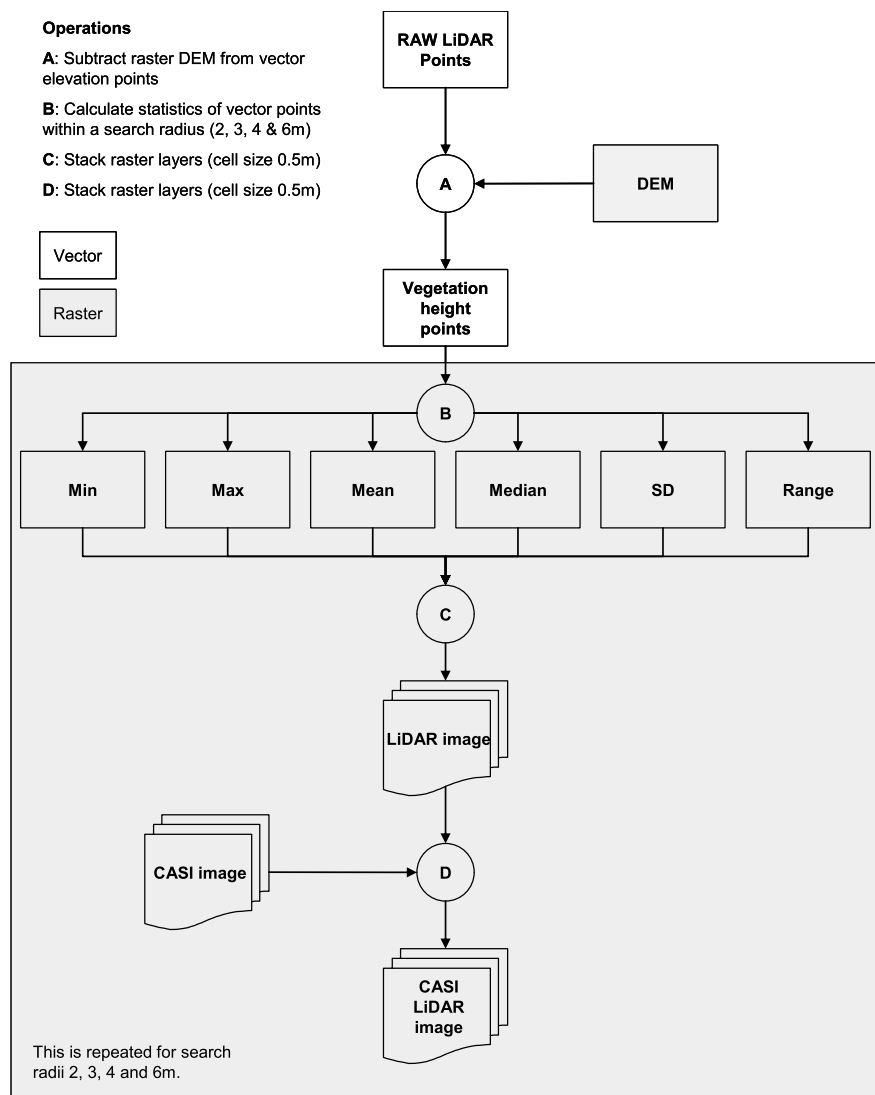 Operations
A: Subtract raster DEM from vector
elevation points
B: Calculate statistics of vector points
within a search radius (2, 3, 4 & 6m)
C: Stack raster layers (cell size 0.5m)
D: Stack raster layers (cell size 0.5m)
Vector
Raster
RAW LiDAR
Points
A
DEM
Vegetation
height
points
B
Min
Max
Mean
Median
SD
Range
C
LiDAR image
CASI image
D
CASI
LiDAR
image
This is repeated for search
radii 2, 3, 4 and 6m.